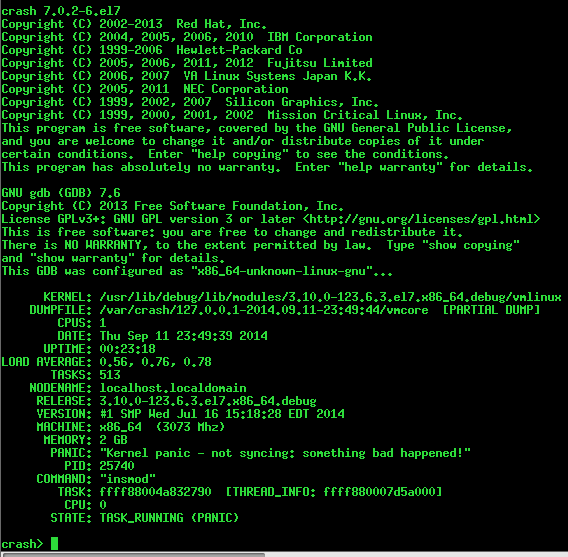 crash 7.0.2-6.el7
Copyright (C) 2002-2013  Red Hat, Inc.
Copyright (C) 2004, 2005, 2006, 2010  IBM Corporation
Copyright (C) 1999-2006  Hewlett-Packard Co
Copyright (C) 2005, 2006, 2011, 2012  Fujitsu Limited
Copyright (C) 2006, 2007  VA Linux Systems Japan K.K.
Copyright (C) 2005, 2011  NEC Corporation
Copyright (C) 1999, 2002, 2007  Silicon Graphics, Inc.
Copyright (C) 1999, 2000, 2001, 2002  Mission Critical Linux, Inc.
This program is free software, covered by the GNU General Public License,
and you are welcome to change it and/or distribute copies of it under
certain conditions.  Enter "help copying" to see the conditions.
This program has absolutely no warranty.  Enter "help warranty" for details.

GNU gdb (GDB) 7.6
Copyright (C) 2013 Free Software Foundation, Inc.
License GPLv3+: GNU GPL version 3 or later <http://gnu.org/licenses/gpl.html>
This is free software: you are free to change and redistribute it.
There is NO WARRANTY, to the extent permitted by law.  Type "show copying"
and "show warranty" for details.
This GDB was configured as "x86_64-unknown-linux-gnu"...

KERNEL: /usr/lib/debug/lib/modules/3.10.0-123.6.3.el7.x86_64.debug/vmlinux
DUMPFILE: /var/crash/127.0.0.1-2014.09.11-23:49:44/vmcore  [PARTIAL DUMP]
CPUS: 1
DATE: Thu Sep 11 23:49:39 2014
UPTIME: 00:23:18
LOAD AVERAGE: 0.56, 0.76, 0.78
TASKS: 513
NODENAME: localhost.localdomain
RELEASE: 3.10.0-123.6.3.el7.x86_64.debug
VERSION: #1 SMP Wed Jul 16 15:18:28 EDT 2014
MACHINE: x86_64  (3073 Mhz)
MEMORY: 2 GB
PANIC: "Kernel panic - not syncing: something bad happened!"
PID: 25740
COMMAND: "insmod"
TASK: ffff88004a832790  [THREAD_INFO: ffff880007d5a000]
CPU: 0
STATE: TASK_RUNNING (PANIC)

crash>